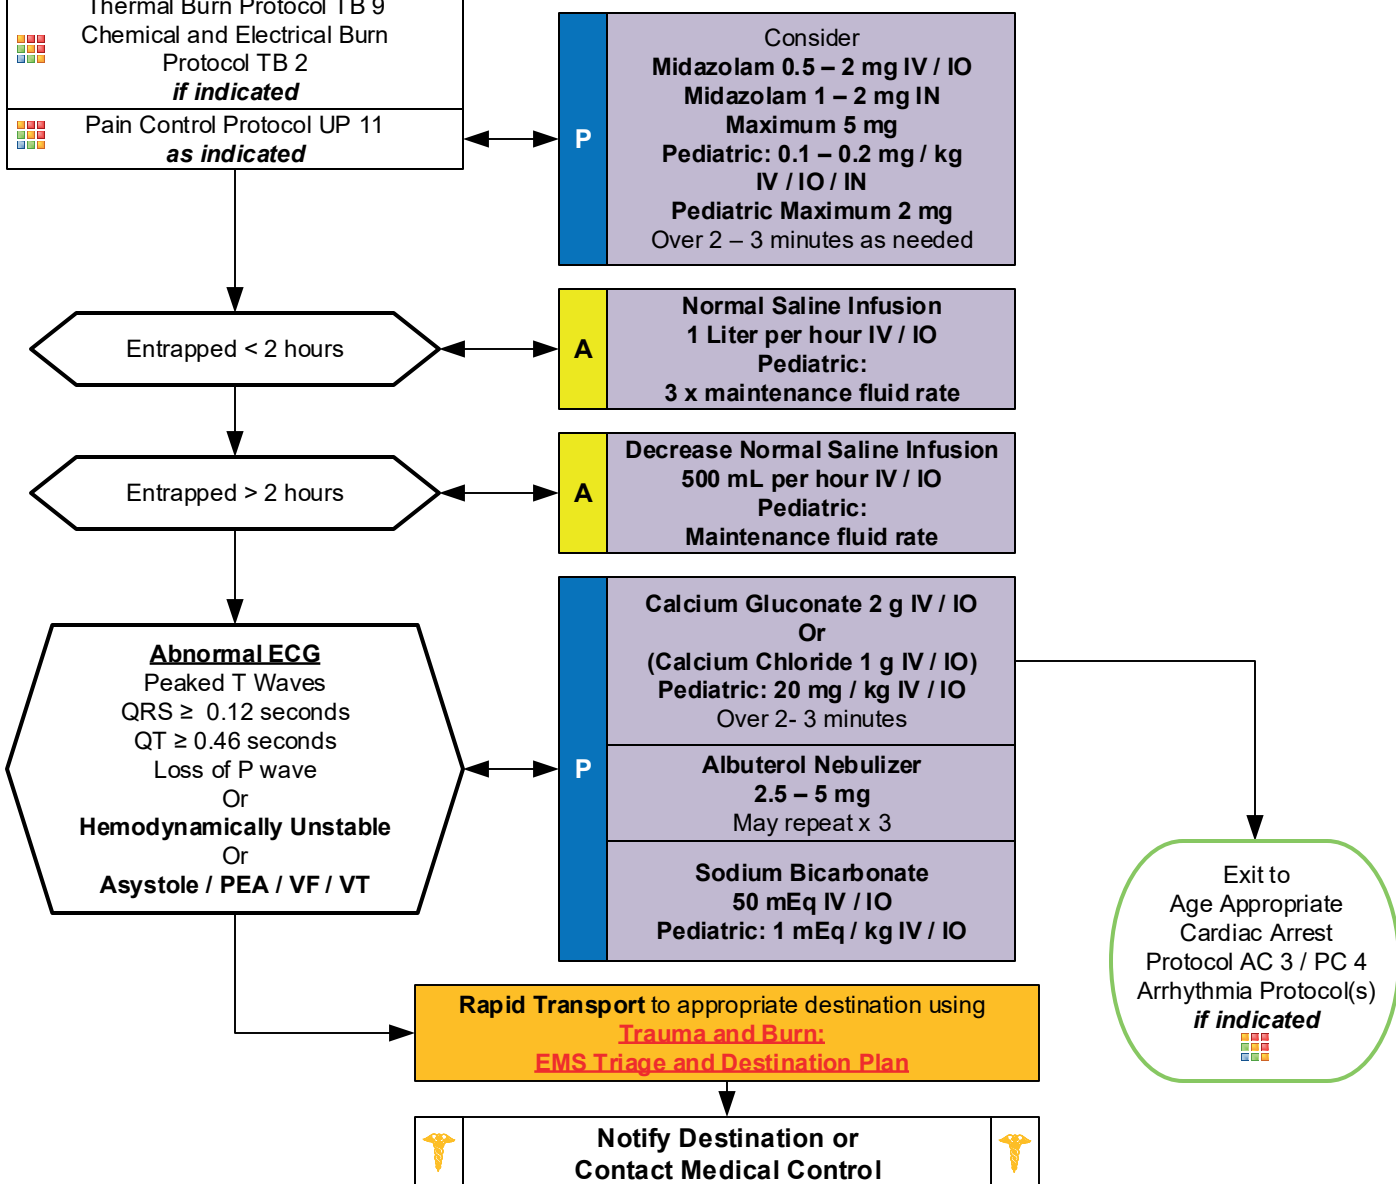 Thermal Burn Protocol TB 9
Chemical and Electrical Burn
Protocol TB 2
if indicated
Pain Control Protocol UP 11
as indicated
P
Consider
Midazolam 0.5 – 2 mg IV / IO
Midazolam 1 – 2 mg IN
Maximum 5 mg
Pediatric: 0.1 – 0.2 mg / kg
IV / IO / IN
Pediatric Maximum 2 mg
Over 2 – 3 minutes as needed
Entrapped < 2 hours
A
Normal Saline Infusion
1 Liter per hour IV / IO
Pediatric:
3 x maintenance fluid rate
Entrapped > 2 hours
A
Decrease Normal Saline Infusion
500 mL per hour IV / IO
Pediatric:
Maintenance fluid rate
Abnormal ECG
Peaked T Waves
QRS ≥ 0.12 seconds
QT ≥ 0.46 seconds
Loss of P wave
Or
Hemodynamically Unstable
Or
Asystole / PEA / VF / VT
P
Calcium Gluconate 2 g IV / IO
Or
(Calcium Chloride 1 g IV / IO)
Pediatric: 20 mg / kg IV / IO
Over 2- 3 minutes
Albuterol Nebulizer
2.5 – 5 mg
May repeat x 3
Sodium Bicarbonate
50 mEq IV / IO
Pediatric: 1 mEq / kg IV / IO
Exit to
Age Appropriate
Cardiac Arrest
Protocol AC 3 / PC 4
Arrhythmia Protocol(s)
if indicated
Rapid Transport to appropriate destination using
Trauma and Burn:
EMS Triage and Destination Plan
Notify Destination or
Contact Medical Control